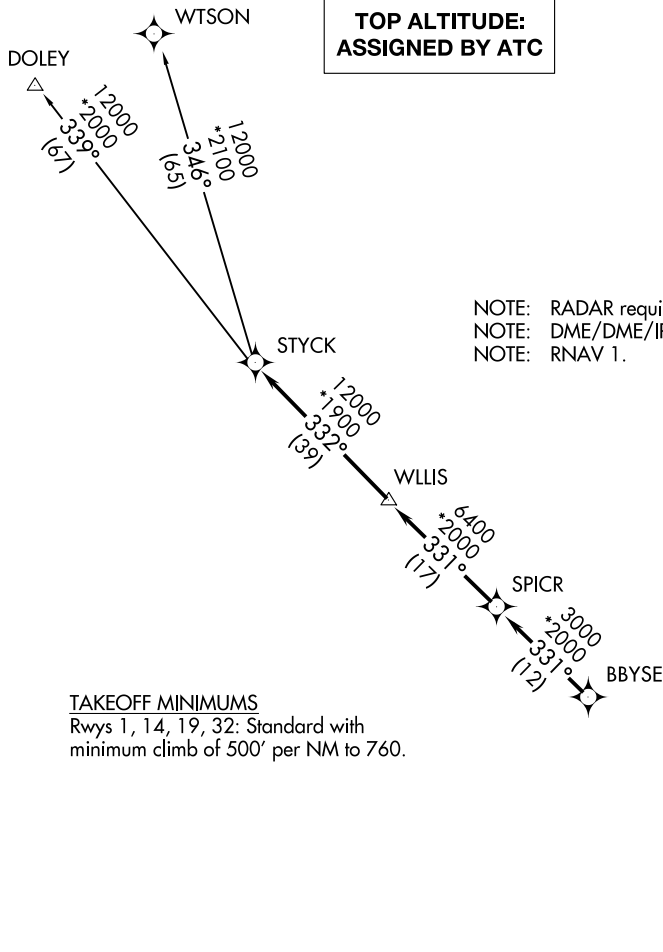 WTSON
TOP ALTITUDE:
ASSIGNED BY ATC
DOLEY
12000
*2000
339°
(67)
12000
*2100
346°
(65)
NOTE: RADAR
NOTE:
NOTE: RNAV 1.
STYCK
12000
*1900
332°
(39)
WLLIS
6400
*2000
331°
(17)
SPICR
3000
*2000
331°
(12)
BBYSE
TAKEOFF MINIMUMS
Rwys 1, 14, 19, 32: Standard with
minimum climb of 500' per NM to 760.